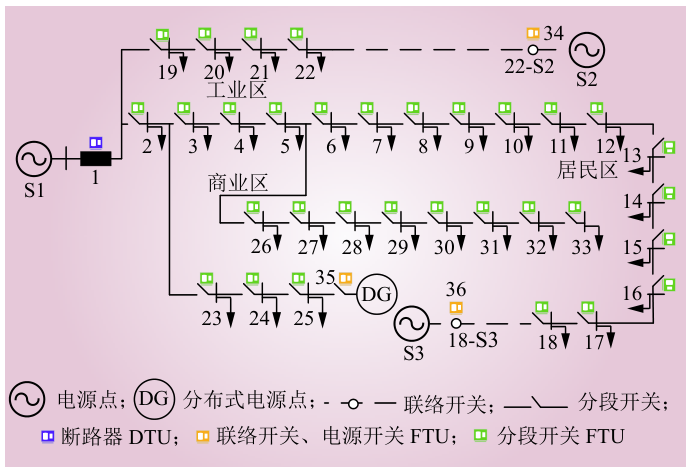 34
19 20 21 22 22-S2 S2
工业区
2 3 4 5 6 7 8 9 10 11 12
13
居民区
S1 1
商业区
14
26 27 28 29 30 31 32 33
15
35 DG
36
16
23 24 25
S3 18-S3 18 17
电源点; DG 分布式电源点; 联络开关; 分段开关;
断路器 DTU; 联络开关、电源开关 FTU; 分段开关 FTU